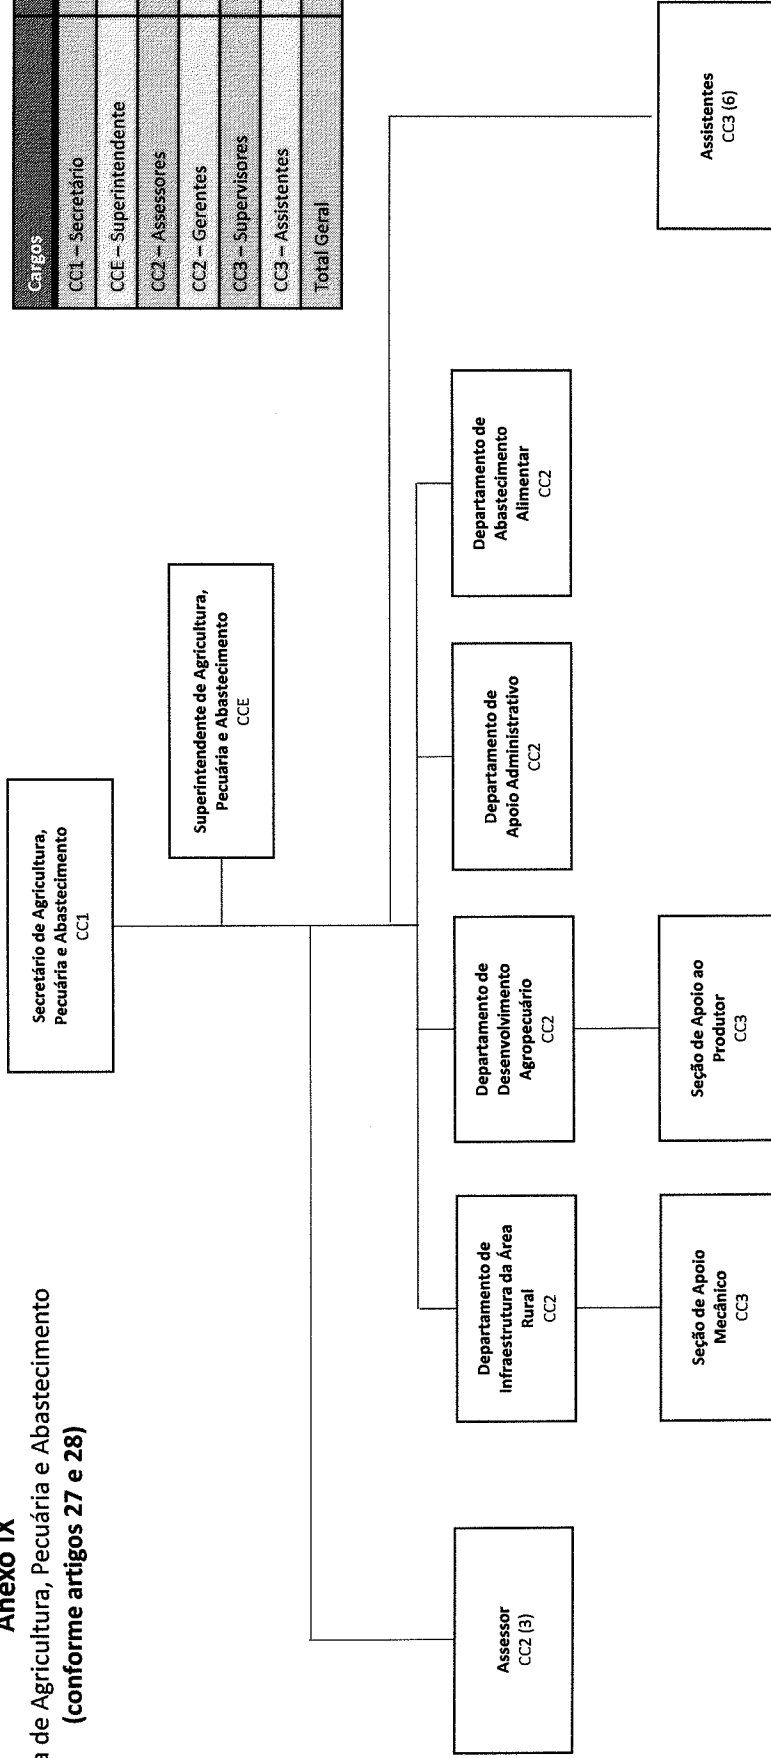 Anexo IX
de Agricultura, Pecuária e Abastecimento
(conforme artigos 27 e 28)
Cargos
CC1 – Secretário
CCE – Superintendente
CC2 – Assessores
CC2 – Gerentes
CC3 – Supervisores
CC3 – Assistentes
Total Geral
Secretário de Agricultura,
Pecuária e Abastecimento
CC1
Superintendente de Agricultura,
Pecuária e Abastecimento
CCE
Assessor
CC2 (3)
Departamento de
Infraestrutura da Área
Rural
CC2
Departamento de
Desenvolvimento
Agropecuário
CC2
Departamento de
Apoio Administrativo
CC2
Departamento de
Abastecimento
Alimentar
CC2
Seção de Apoio
Mecânico
CC3
Seção de Apoio ao
Produtor
CC3
Assistentes
CC3 (6)